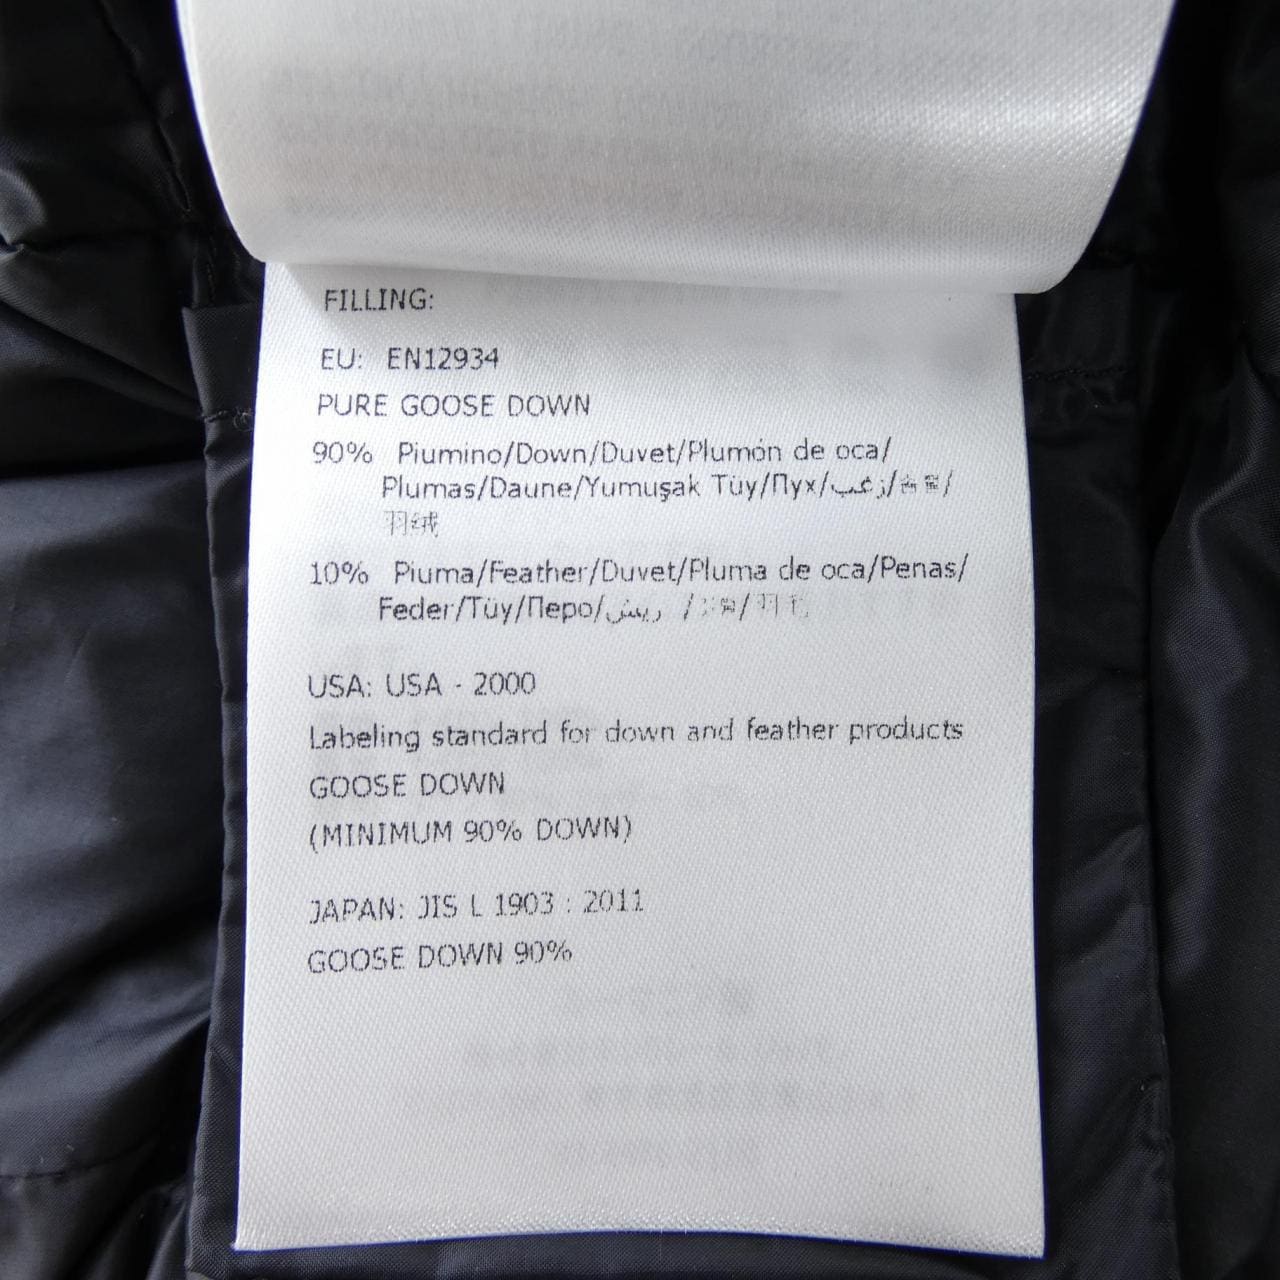 FILLING:
EU: EN12934
PURE GOOSE DOWN
90% Piumino/Down/Duvet/Plumón de oca/
Plumas/Daune/Yumuşak Tüy/Пух/زغب/
羽绒
10% Piuma/Feather/Duvet/Pluma de oca/Penas/
Feder/Tüy/Перо/ريش /羽毛
USA: USA - 2000
Labeling standard for down and feather products
GOOSE DOWN
(MINIMUM 90% DOWN)
JAPAN: JIS L 1903 : 2011
GOOSE DOWN 90%